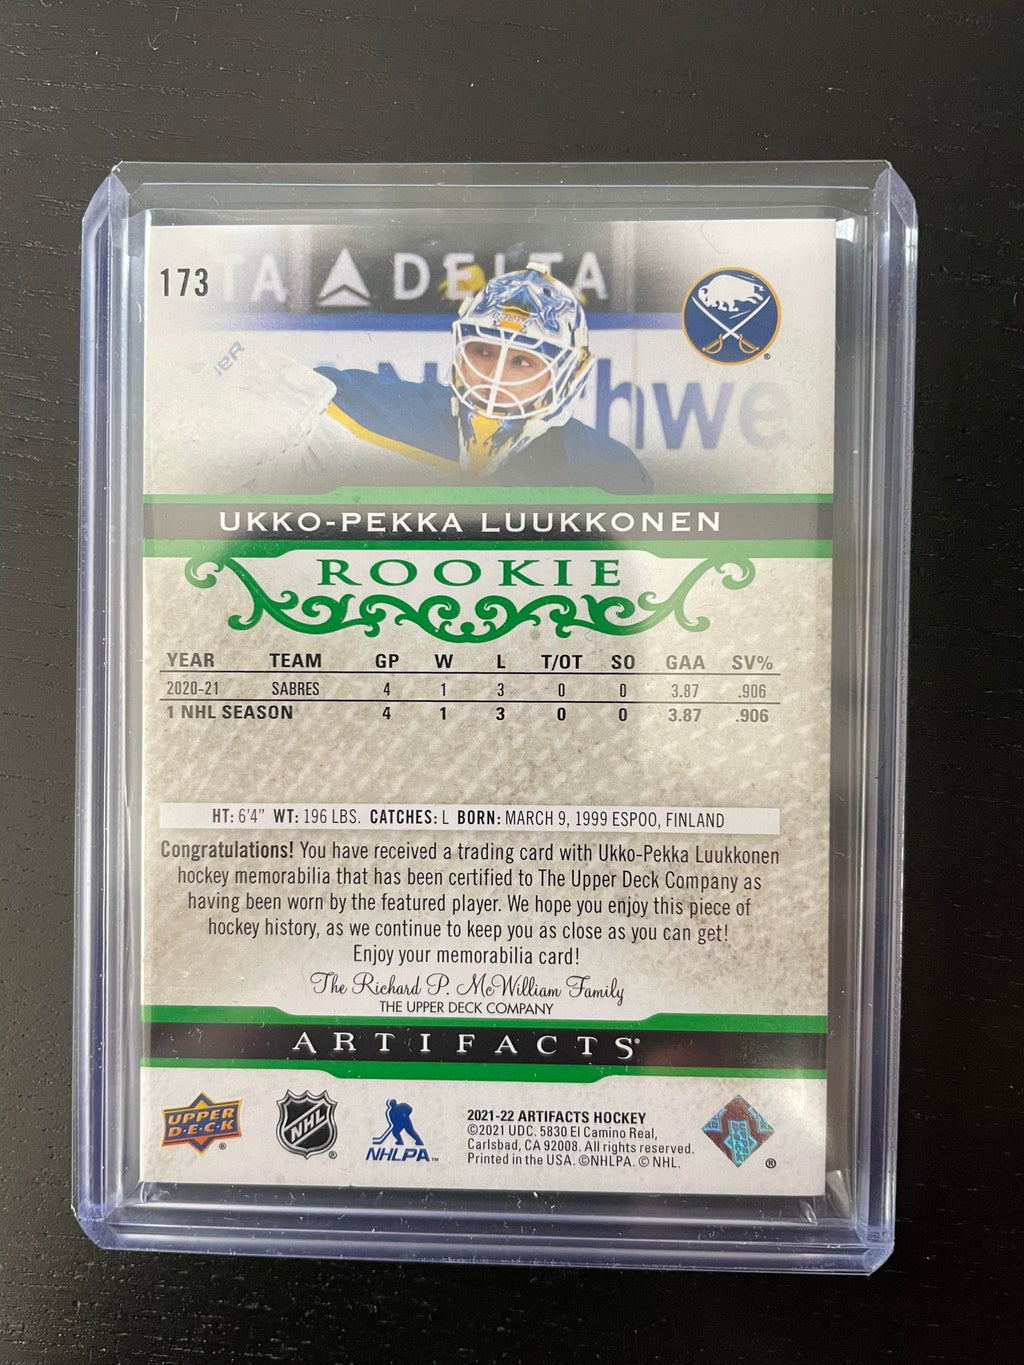 173
TA DELTA
hwe
UKKO-PEKKA LUUKKONEN
ROOKIE
YEAR TEAM GP W L T/OT SO GAA SV%
2020-21 SABRES 4 1 3 0 0 3.87 .906
1 NHL SEASON 4 1 3 0 0 3.87 .906
HT: 6'4" WT: 196 LBS. CATCHES: L BORN: MARCH 9, 1999 ESPOO, FINLAND
Congratulations! You have received a trading card with Ukko-Pekka Luukkonen
hockey memorabilia that has been certified to The Upper Deck Company as
having been worn by the featured player. We hope you enjoy this piece of
hockey history, as we continue to keep you as close as you can get!
Enjoy your memorabilia card!
The Richard P. McWilliam Family
THE UPPER DECK COMPANY
ARTIFACTS®
UPPER
D·E·C·K ®
NHL ®
NHLPA™
2021-22 ARTIFACTS HOCKEY
©2021 UDC. 5830 El Camino Real,
Carlsbad, CA 92008. All rights reserved.
Printed in the USA. ©NHLPA. © NHL.
®